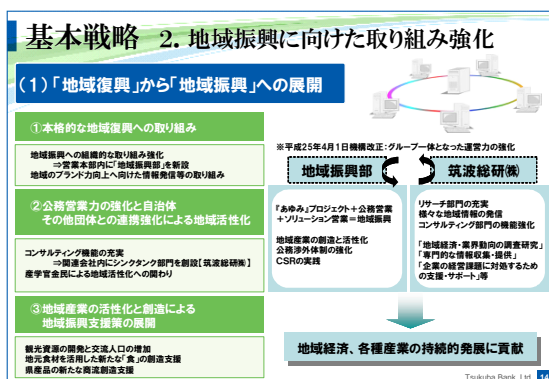 基本戦略 2. 地域振興に向けた取り組み強化
(1)「地域復興」から「地域振興」への展開
①本格的な地域復興への取り組み
地域振興への組織的な取り組み強化
⇒営業本部内に「地域振興部」を新設
地域のブランド力向上へ向けた情報発信等の取り組み
②公務営業力の強化と自治体
その他団体との連携強化による地域活性化
コンサルティング機能の充実
⇒関連会社内にシンクタンク部門を創設【筑波総研㈱】
産学官金民による地域活性化への関わり
③地域産業の活性化と創造による
地域振興支援策の展開
観光資源の開発と交流人口の増加
地元食材を活用した新たな「食」の創造支援
県産品の新たな商流創造支援
※平成25年4月1日機構改正:グループ一体となった運営力の強化
地域振興部
『あゆみ』プロジェクト+公務営業
+ソリューション営業=地域振興
地域産業の創造と活性化
公務渉外体制の強化
CSRの実践
筑波総研㈱
リサーチ部門の充実
様々な地域情報の発信
コンサルティング部門の機能強化
「地域経済・業界動向の調査研究」
「専門的な情報収集・提供」
「企業の経営課題に対処するため
の支援・サポート」等
地域経済、各種産業の持続的発展に貢献
Tsukuba Bank, Ltd. 14